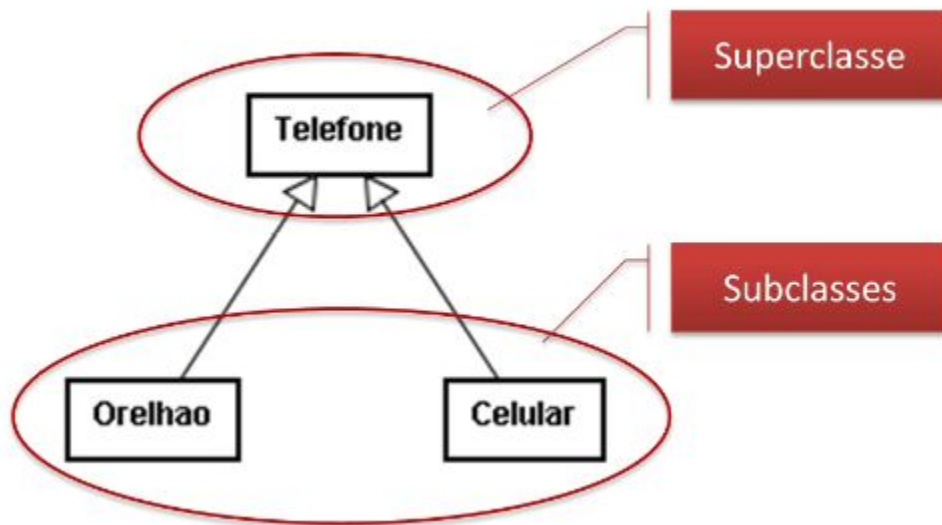 Superclasse
Telefone
Subclasses
Orelhao
Celular